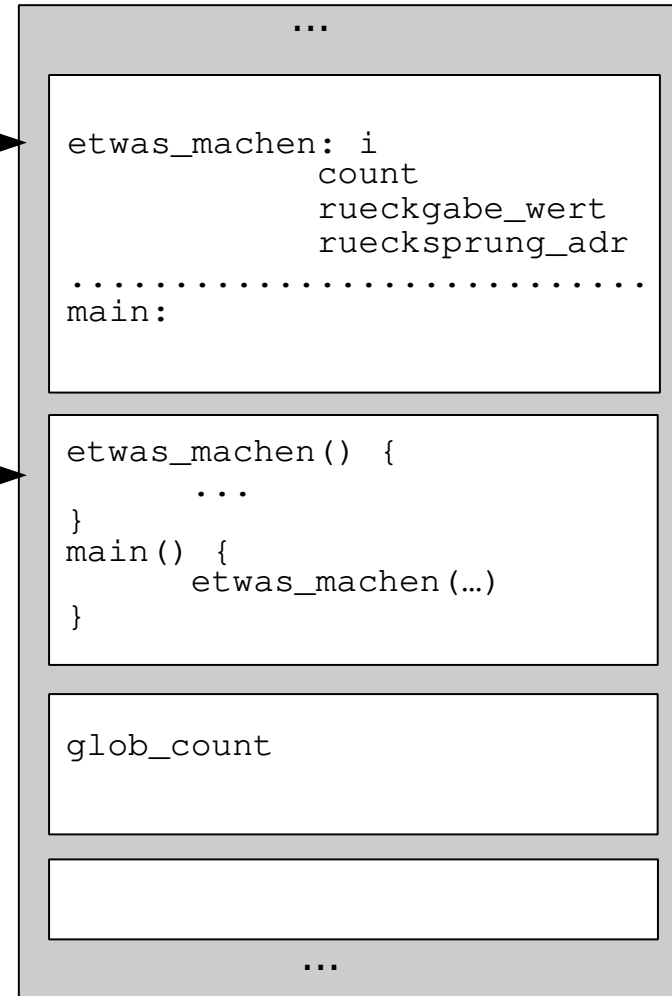 ...
etwas_machen: i
count
rueckgabe_wert
ruecksprung_adr
............................
main:
etwas_machen() {
...
}
main() {
etwas_machen(…)
}
glob_count
...